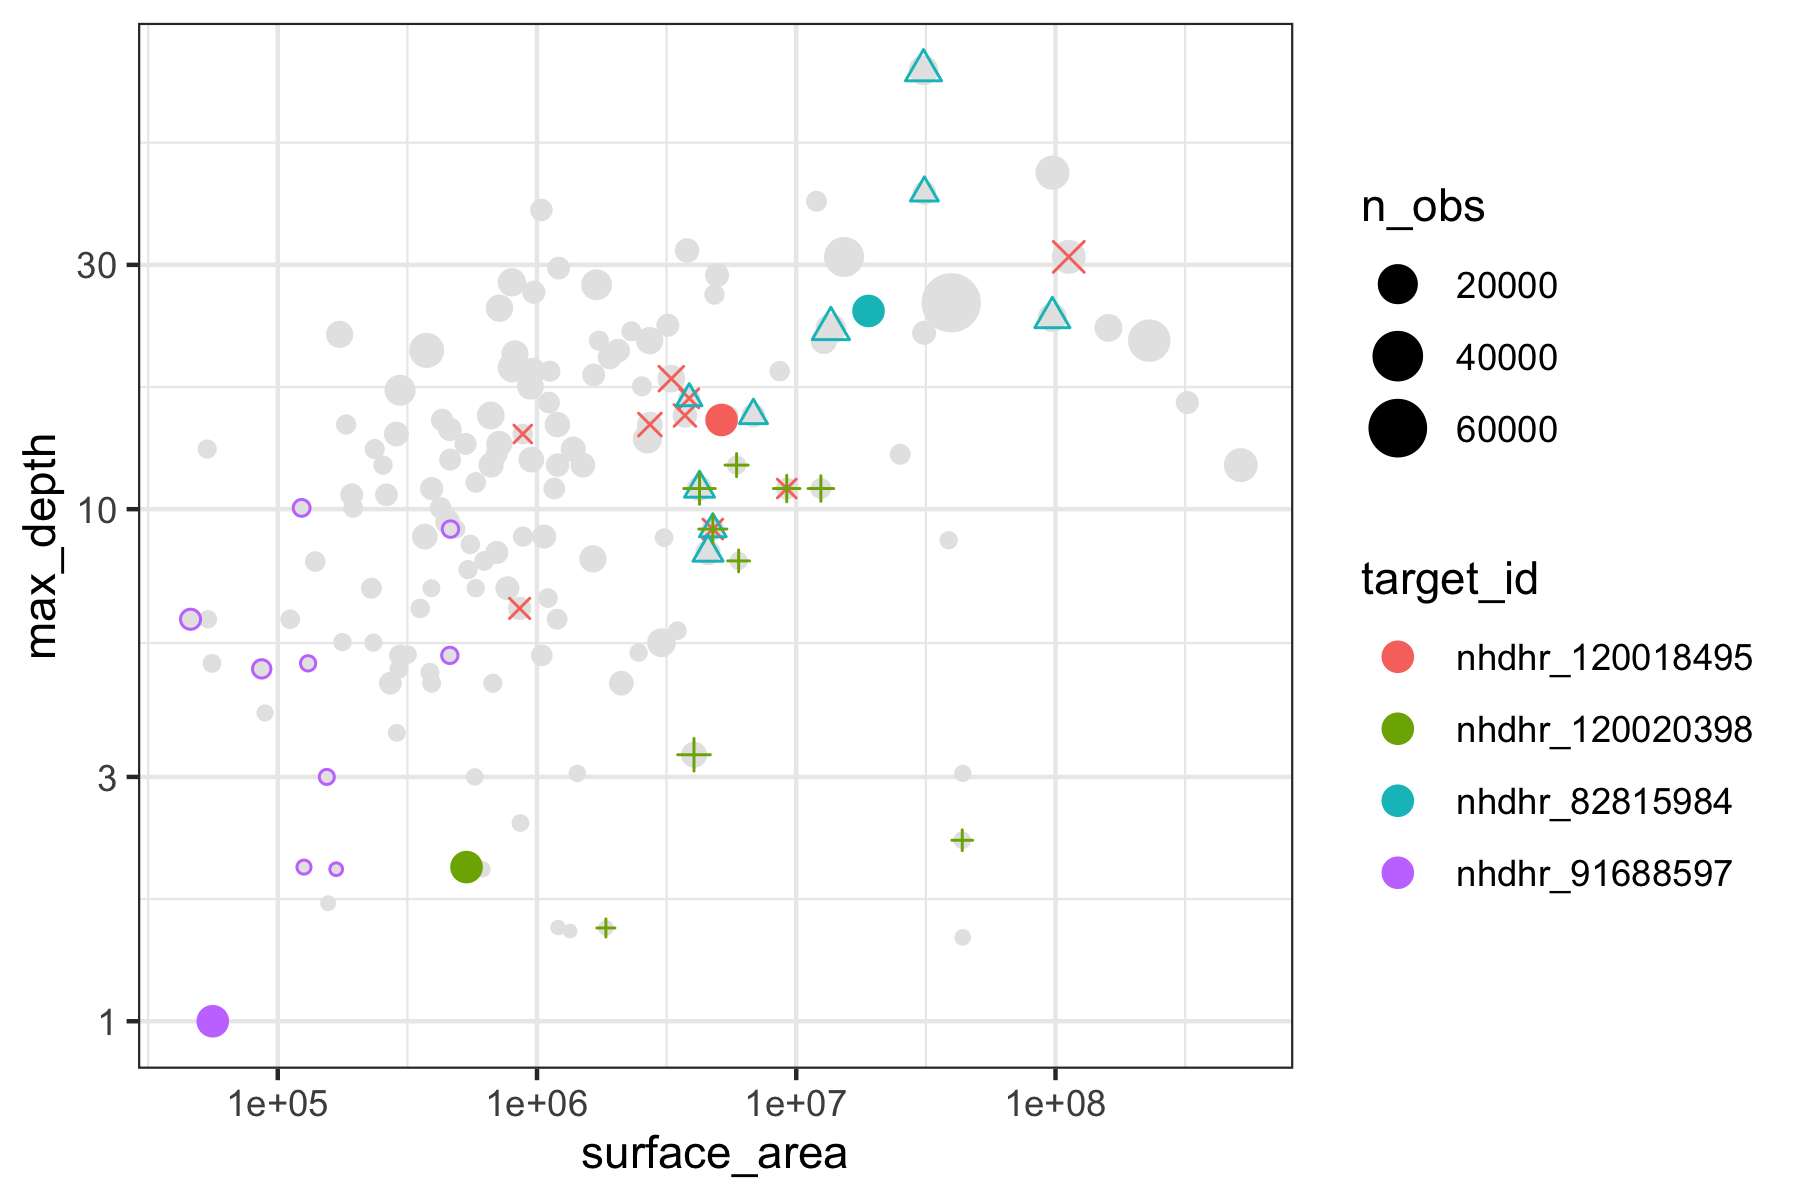 max_depth
30
10
3
1
1e+05
1e+06
1e+07
1e+08
surface_area
n_obs
20000
40000
60000
target_id
nhdhr_120018495
nhdhr_120020398
nhdhr_82815984
nhdhr_91688597